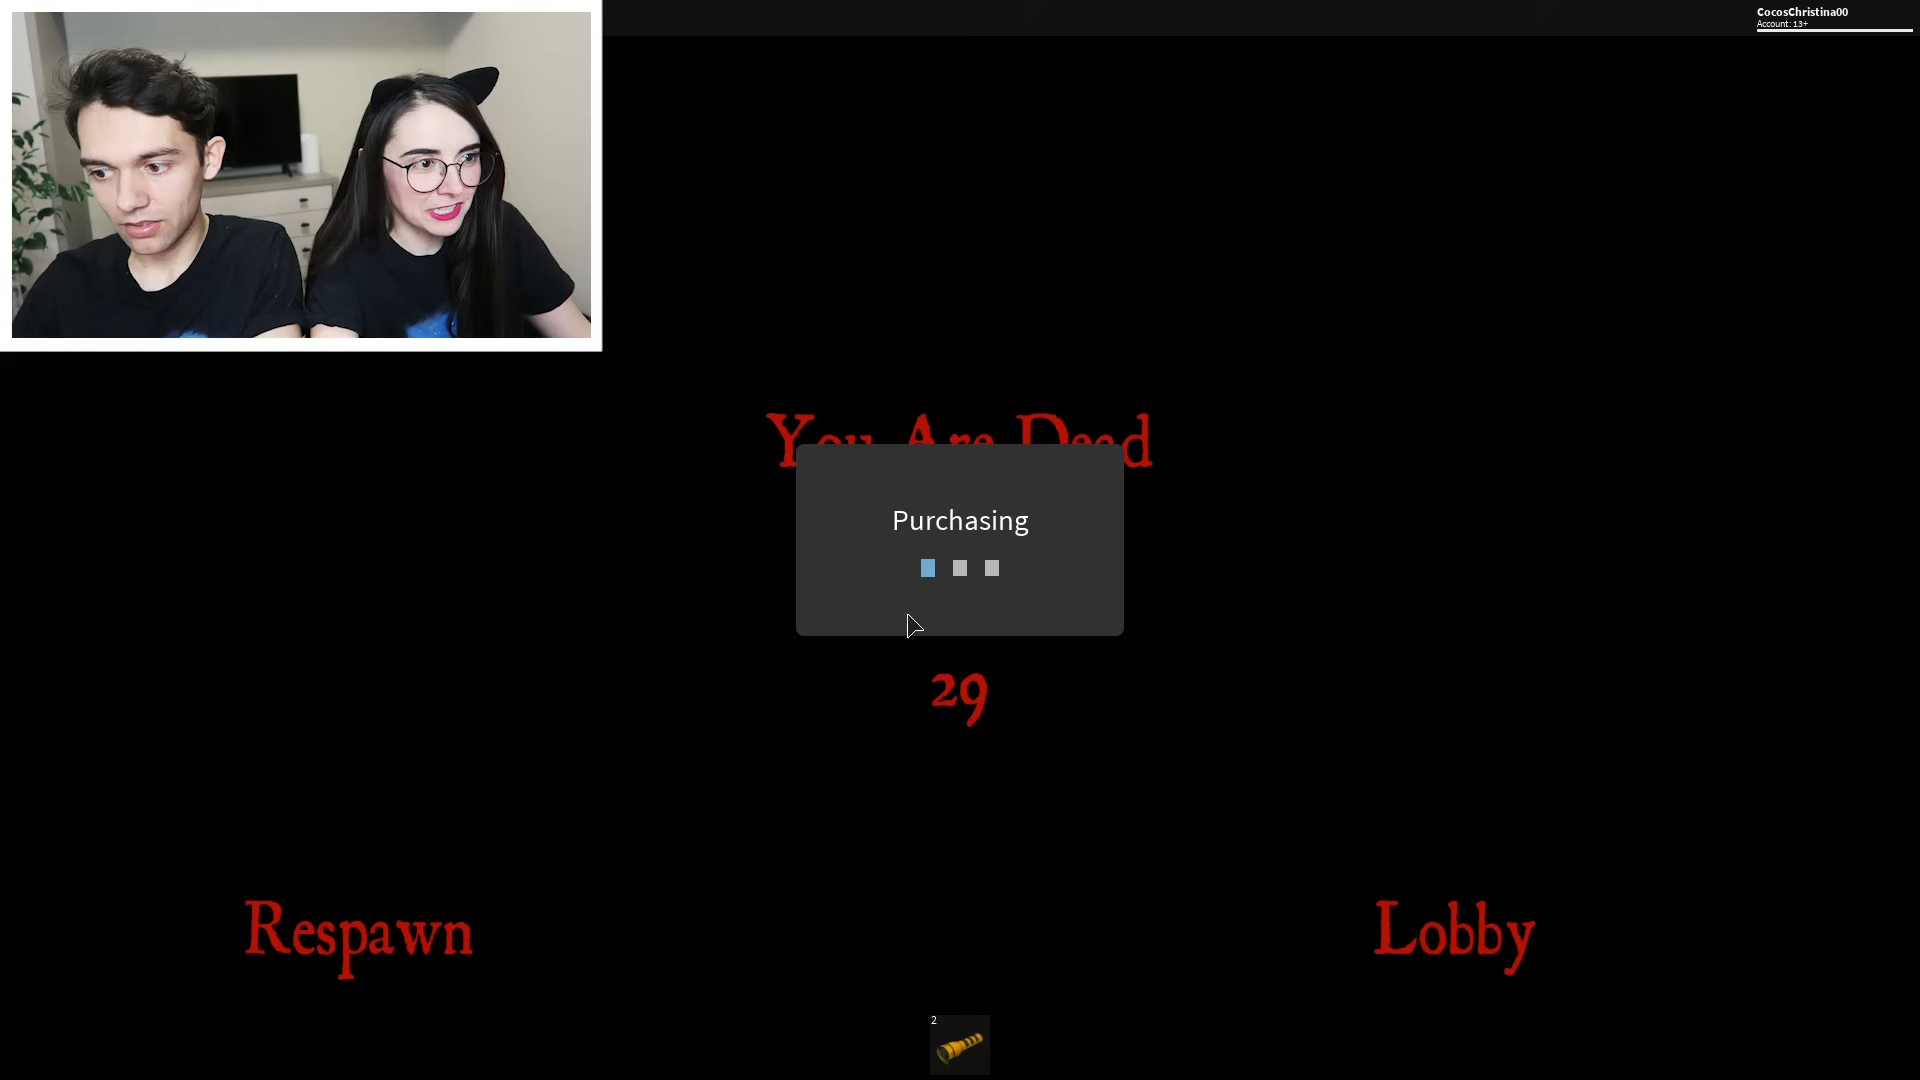 CocosChristina00
Account: 13+
You Are Dead
Purchasing
29
Respawn
Lobby
2